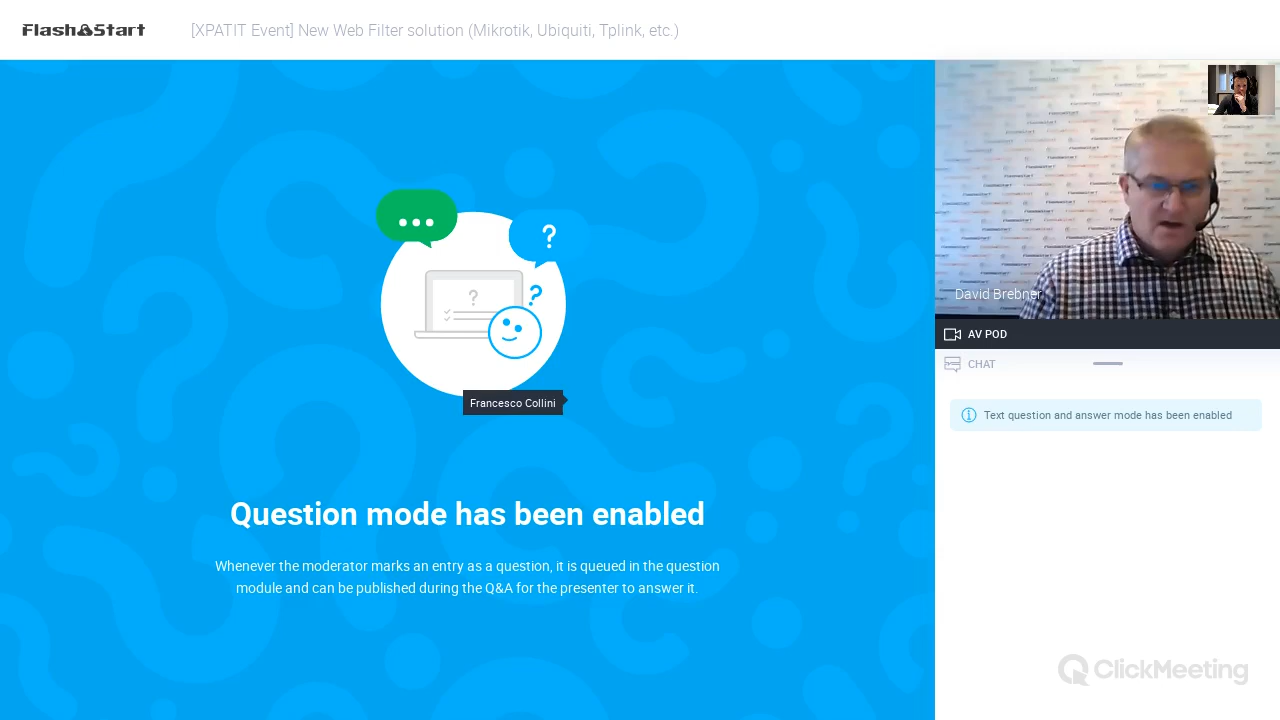 Flash Start
[XPATIT Event] New Web Filter solution (Mikrotik, Ubiquiti, Tplink, etc.)
?
?
?
Francesco Collini
Question mode has been enabled
Whenever the moderator marks an entry as a question, it is queued in the question
module and can be published during the Q&A for the presenter to answer it.
David Brebner
AV POD
CHAT
Text question and answer mode has been enabled
ClickMeeting